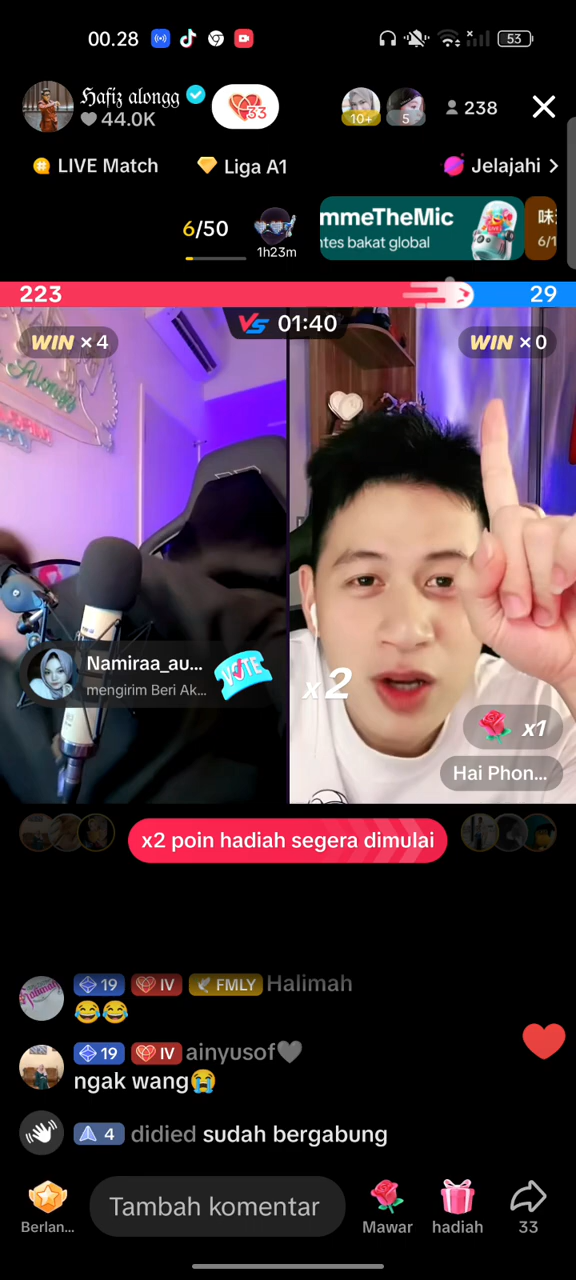 00.28
53
Hafiz alongg
44.0K
33
10+
5
238
LIVE Match
Liga A1
Jelajahi
6/50
1h23m
mmeTheMic
ntes bakat global
LIVE
味
6/1
223
29
VS 01:40
WIN ×4
WIN ×0
Namiraa_au...
mengirim Beri Ak...
VOTE
x2
x1
Hai Phon...
x2 poin hadiah segera dimulai
19 IV FMLY Halimah
😂😂
19 IV ainyusof🖤
ngak wang😭
4 didied sudah bergabung
Berlan...
Tambah komentar
Mawar
hadiah
33